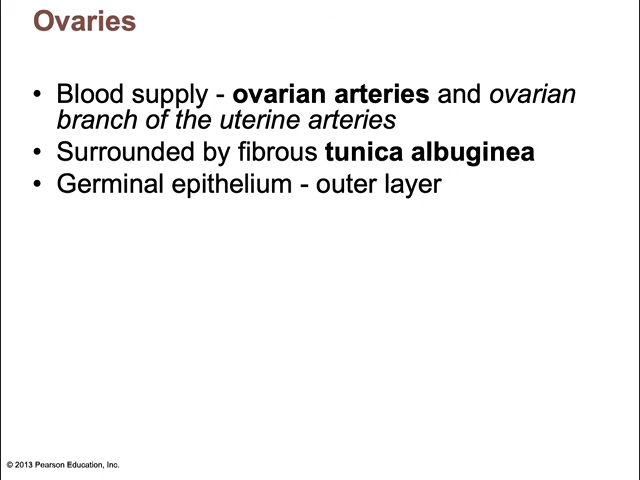 Ovaries
• Blood supply - ovarian arteries and ovarian
branch of the uterine arteries
• Surrounded by fibrous tunica albuginea
• Germinal epithelium - outer layer
© 2013 Pearson Education, Inc.